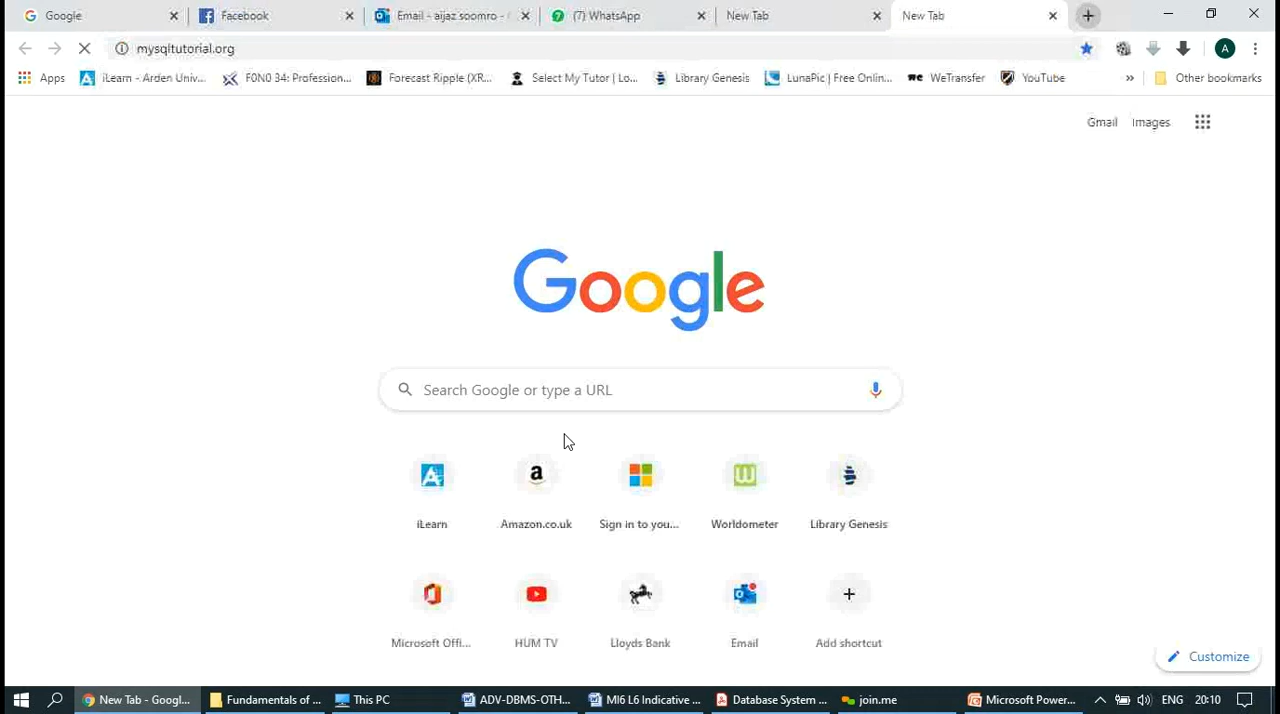 Google
Facebook
Email - aijaz.soomro -
(7) WhatsApp
New Tab
New Tab
mysqltutorial.org
A
Apps
iLearn - Arden Univ...
F0N0 34: Profession...
Forecast Ripple (XR...
Select My Tutor | Lo...
Library Genesis
LunaPic | Free Onlin...
WeTransfer
YouTube
»
Other bookmarks
Gmail
Images
Google
Search Google or type a URL
iLearn
Amazon.co.uk
Sign in to you...
Worldometer
Library Genesis
Microsoft Offi...
HUM TV
Lloyds Bank
Email
Add shortcut
Customize
New Tab - Googl...
Fundamentals of ...
This PC
ADV-DBMS-OTH...
MI6 L6 Indicative ...
Database System ...
join.me
Microsoft Power...
ENG
20:10